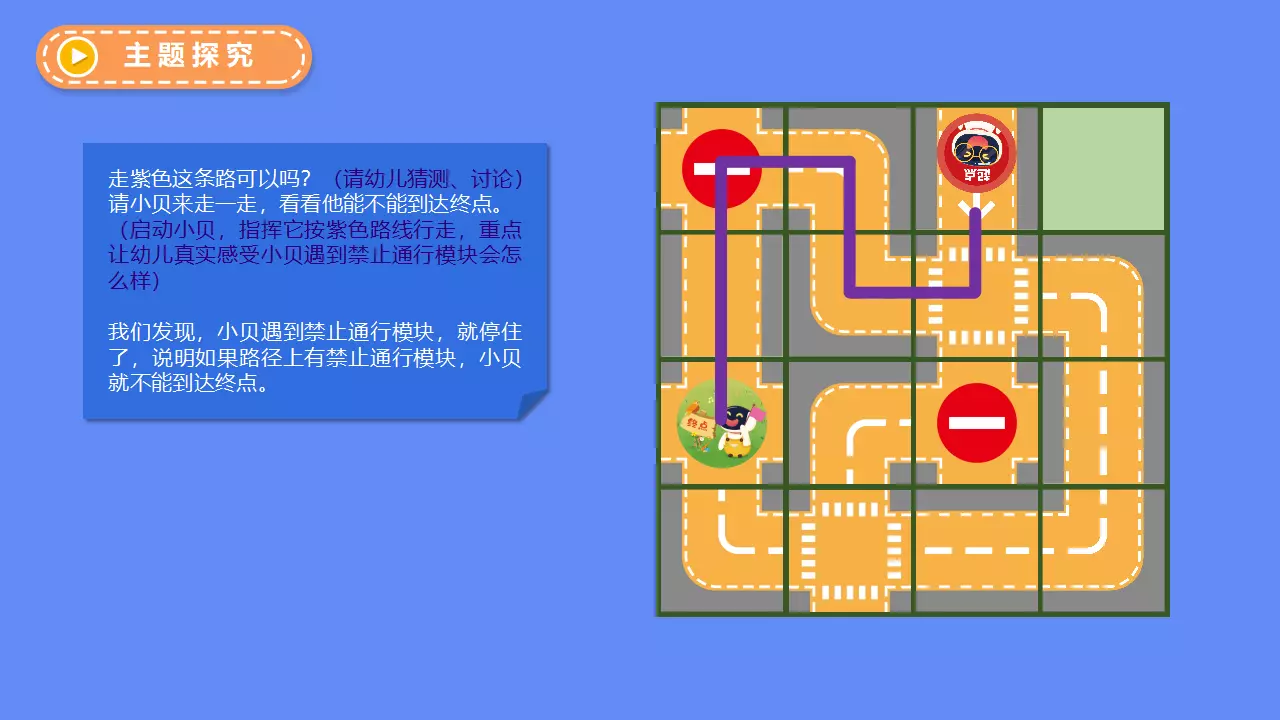 主题探究
走紫色这条路可以吗？（请幼儿猜测、讨论）
请小贝来走一走，看看他能不能到达终点。
（启动小贝，指挥它按紫色路线行走，重点
让幼儿真实感受小贝遇到禁止通行模块会怎
么样）
我们发现，小贝遇到禁止通行模块，就停住
了，说明如果路径上有禁止通行模块，小贝
就不能到达终点。
终点